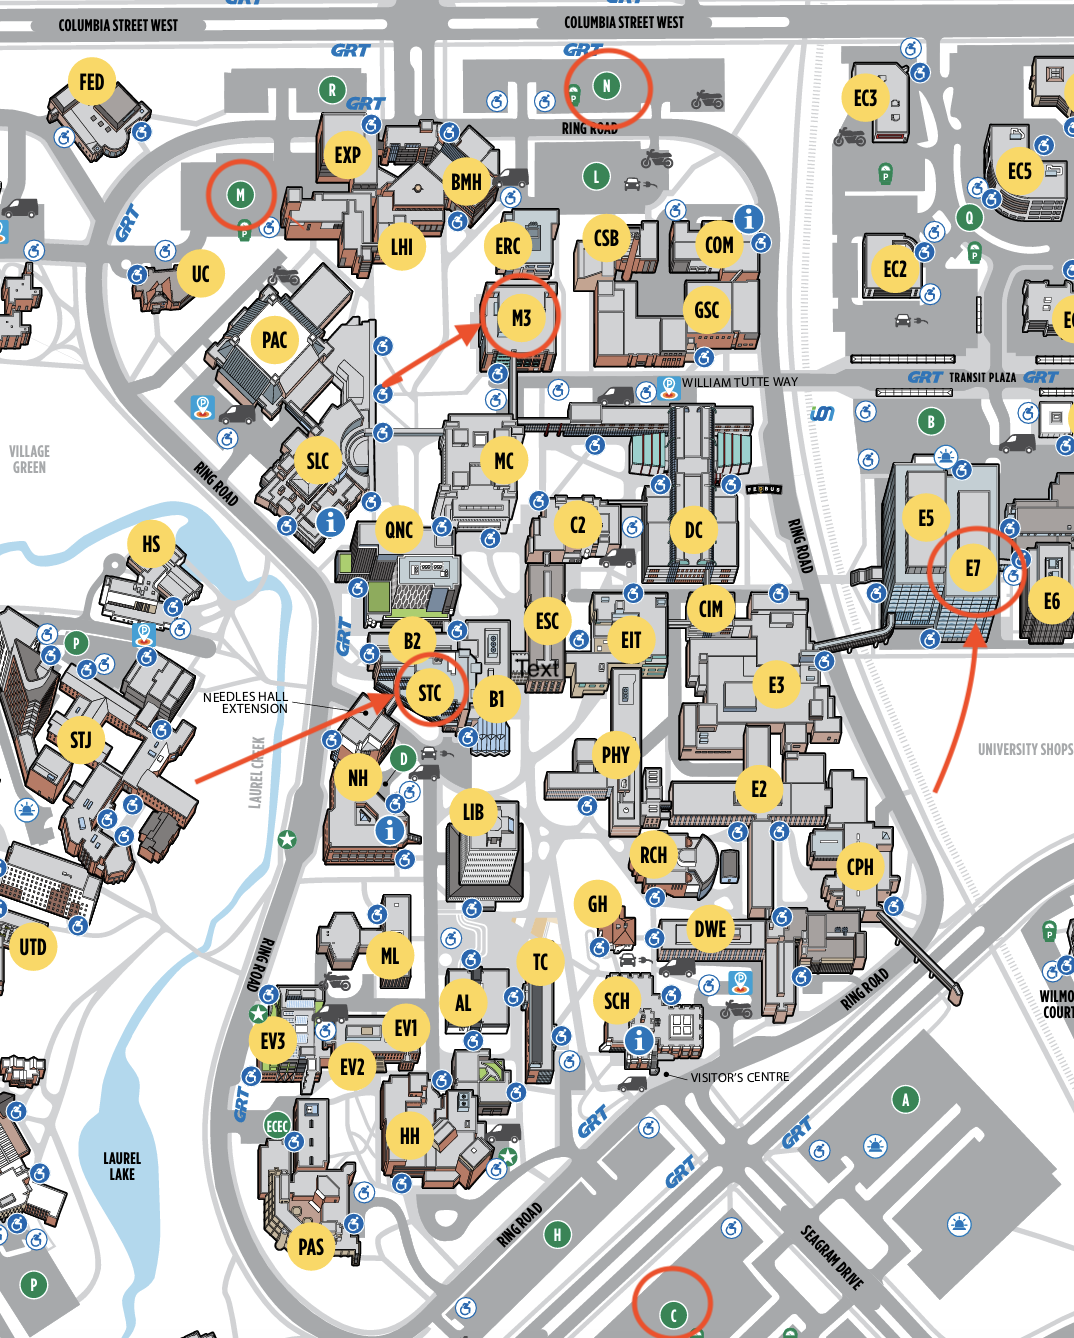 GRT
GRT
COLUMBIA STREET WEST
COLUMBIA STREET WEST
GRT
GRT
FED
R
GRT
N
P
EC3
RING ROAD
EXP
BMH
L
EC5
M
P
P
Q
GRT
LHI
ERC
CSB
COM
i
P
UC
EC2
M3
GSC
PAC
GRT
TRANSIT PLAZA
GRT
P
P
WILLIAM TUTTE WAY
ion
B
VILLAGE
GREEN
SLC
MC
RING ROAD
i
QNC
C2
DC
E5
RING ROAD
HS
E7
E6
ESC
CIM
P
P
GRT
B2
EIT
Text
STC
B1
E3
NEEDLES HALL
EXTENSION
STJ
LAUREL CREEK
D
PHY
UNIVERSITY SHOPS
NH
E2
LIB
i
RCH
CPH
GH
DWE
UTD
ML
TC
RING ROAD
P
P
RING ROAD
AL
SCH
WILMO
COURT
EV3
EV1
i
EV2
VISITOR'S CENTRE
GRT
ECEC
HH
GRT
GRT
A
GRT
LAUREL
LAKE
RING ROAD
H
PAS
SEAGRAM DRIVE
P
C